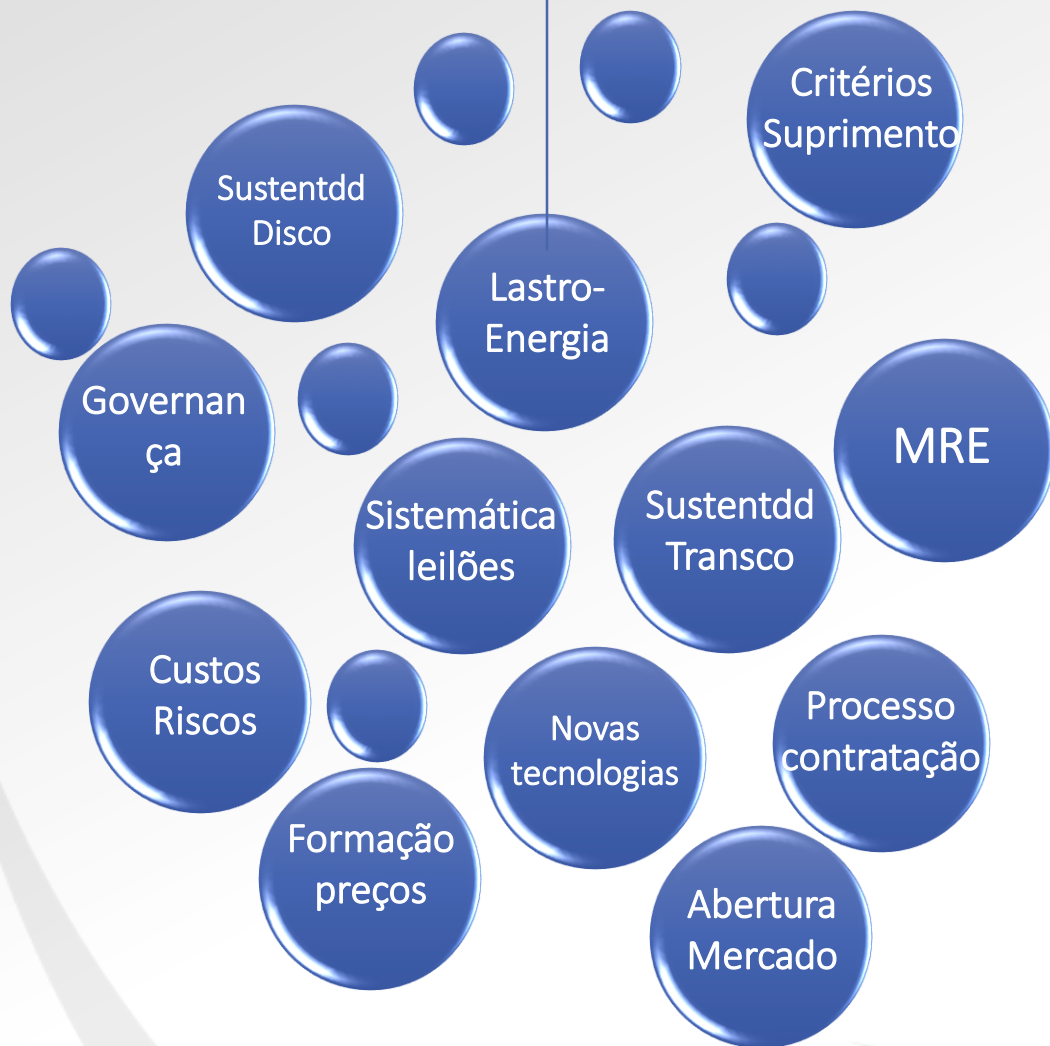 Critérios
Suprimento
Sustentdd
Disco
Lastro-
Energia
Governan
ça
MRE
Sistemática
leilões
Sustentdd
Transco
Custos
Riscos
Novas
tecnologias
Processo
contratação
Formação
preços
Abertura
Mercado